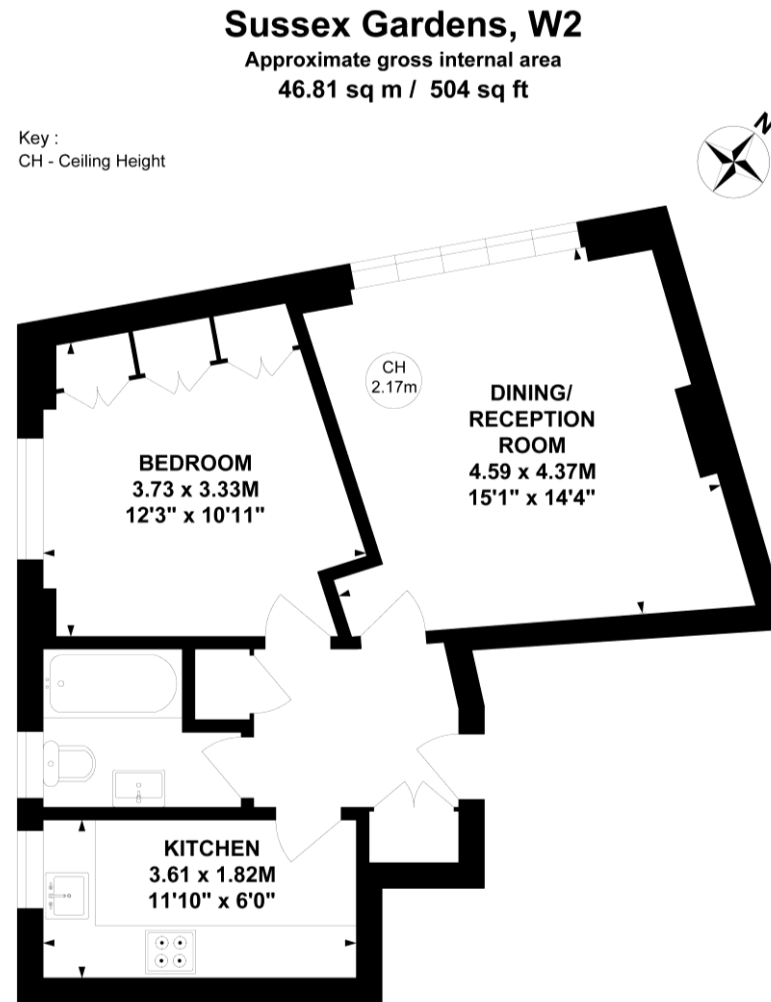 Sussex Gardens, W2
Approximate gross internal area
46.81 sq m / 504 sq ft
Key :
CH - Ceiling Height
N
CH
2.17m
DINING/
RECEPTION
ROOM
4.59 x 4.37M
15'1" x 14'4"
BEDROOM
3.73 x 3.33M
12'3" x 10'11"
KITCHEN
3.61 x 1.82M
11'10" x 6'0"